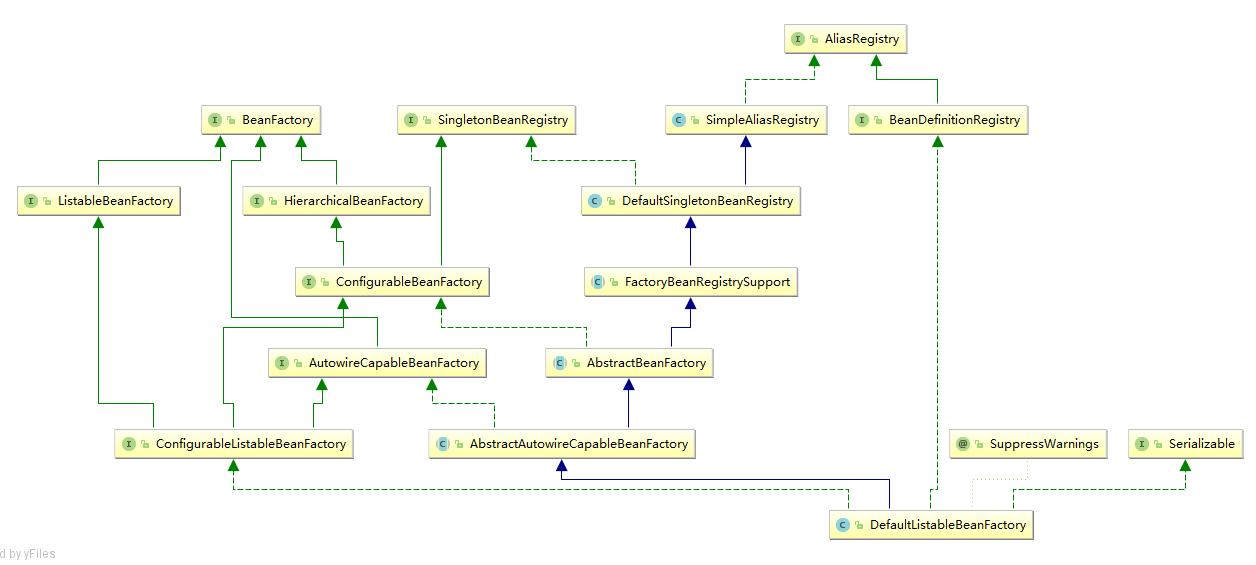 I AliasRegistry
I BeanFactory
I SingletonBeanRegistry
C SimpleAliasRegistry
I BeanDefinitionRegistry
I ListableBeanFactory
I HierarchicalBeanFactory
C DefaultSingletonBeanRegistry
I ConfigurableBeanFactory
C FactoryBeanRegistrySupport
I AutowireCapableBeanFactory
C AbstractBeanFactory
I ConfigurableListableBeanFactory
C AbstractAutowireCapableBeanFactory
@ SuppressWarnings
I Serializable
C DefaultListableBeanFactory
d by yFiles